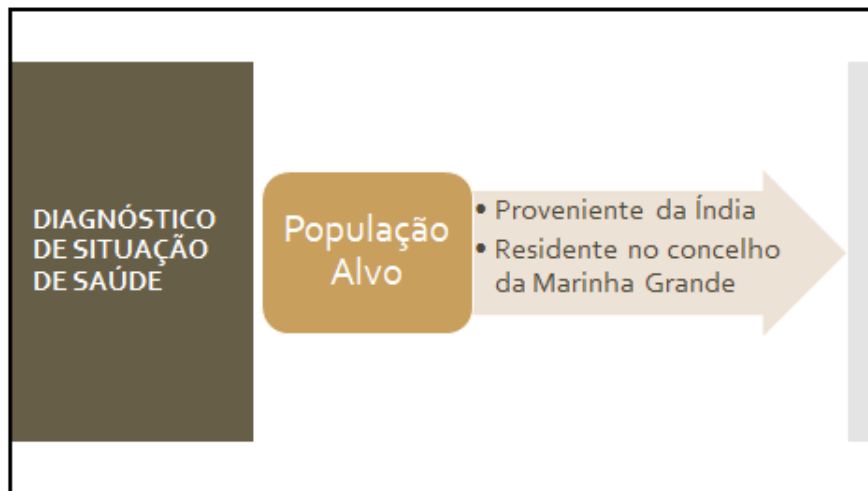 DIAGNÓSTICO
DE SITUAÇÃO
DE SAÚDE
População
Alvo
• Proveniente da Índia
• Residente no concelho
da Marinha Grande